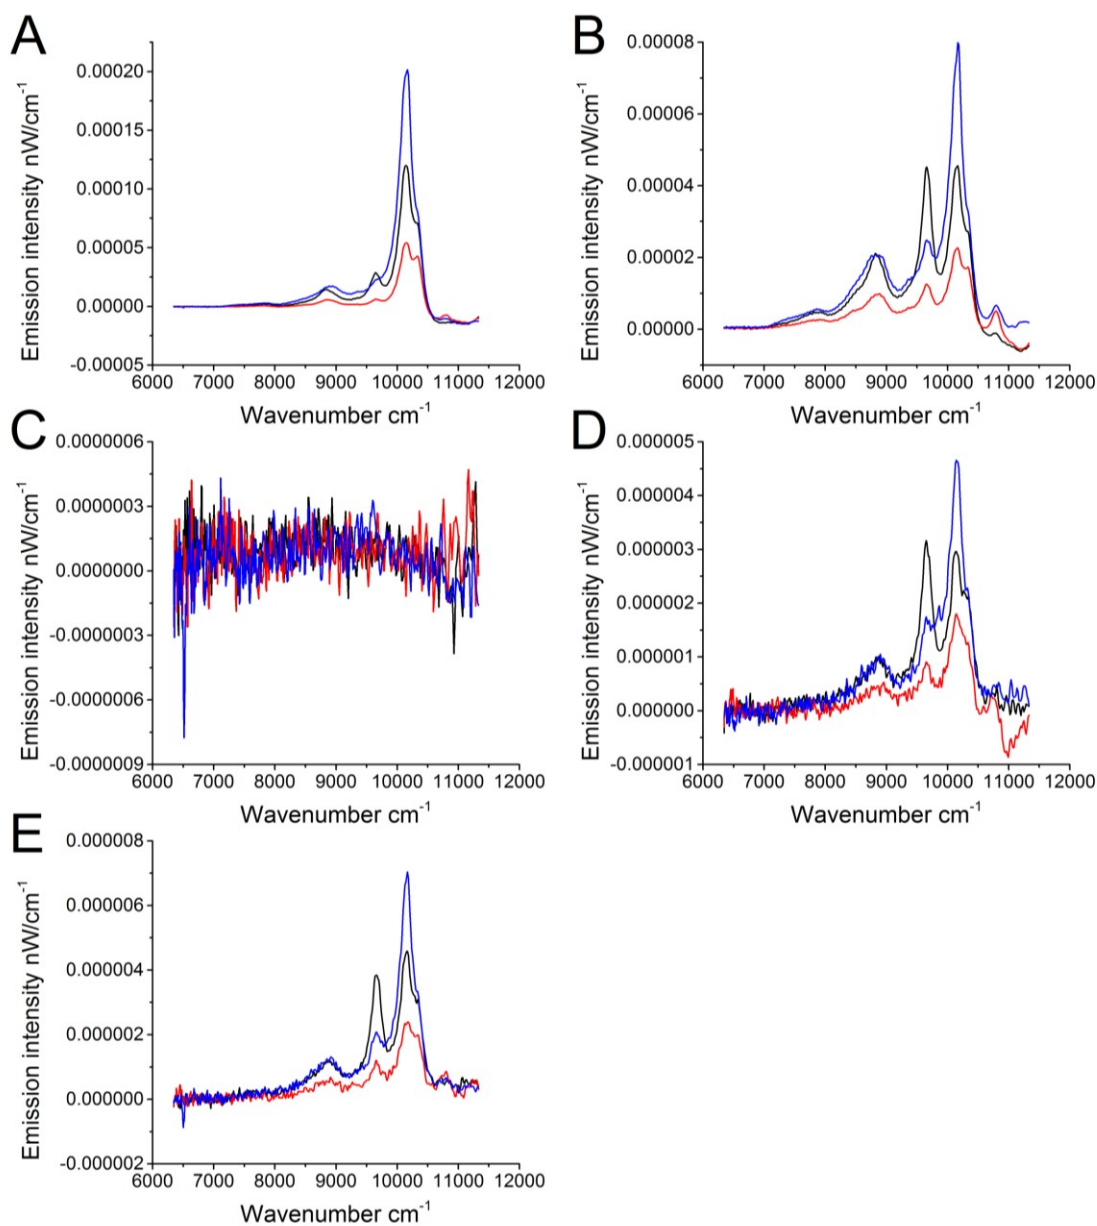 A
Emission intensity nW/cm-1
0.00020
0.00015
0.00010
0.00005
0.00000
-0.00005
6000 7000 8000 9000 10000 11000 12000
Wavenumber cm-1
B
Emission intensity nW/cm-1
0.00008
0.00006
0.00004
0.00002
0.00000
6000 7000 8000 9000 10000 11000 12000
Wavenumber cm-1
C
Emission intensity nW/cm-1
0.0000006
0.0000003
0.0000000
-0.0000003
-0.0000006
-0.0000009
6000 7000 8000 9000 10000 11000 12000
Wavenumber cm-1
D
Emission intensity nW/cm-1
0.000005
0.000004
0.000003
0.000002
0.000001
0.000000
-0.000001
6000 7000 8000 9000 10000 11000 12000
Wavenumber cm-1
E
Emission intensity nW/cm-1
0.000008
0.000006
0.000004
0.000002
0.000000
-0.000002
6000 7000 8000 9000 10000 11000 12000
Wavenumber cm-1